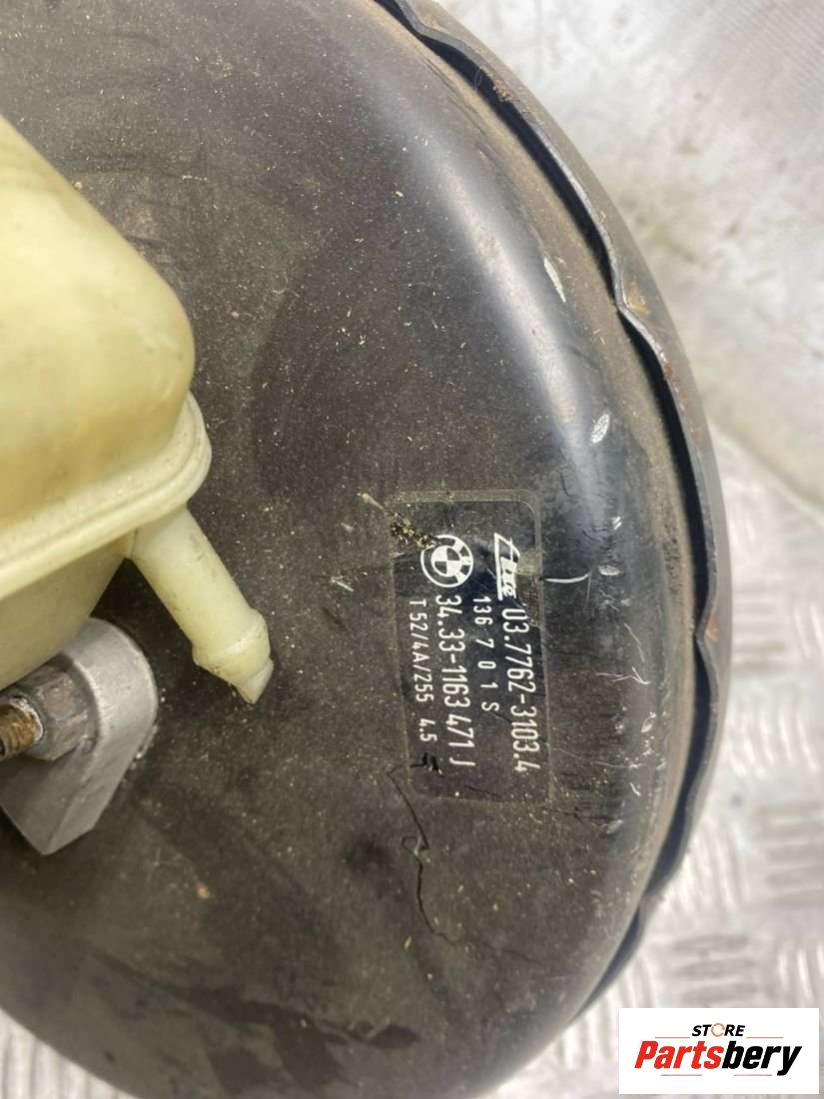 Ate 03.7762-3103.4
136 7 0 1 S
34.33-1163 471 J
T52/4A/255 4.5
STORE
Partsbery